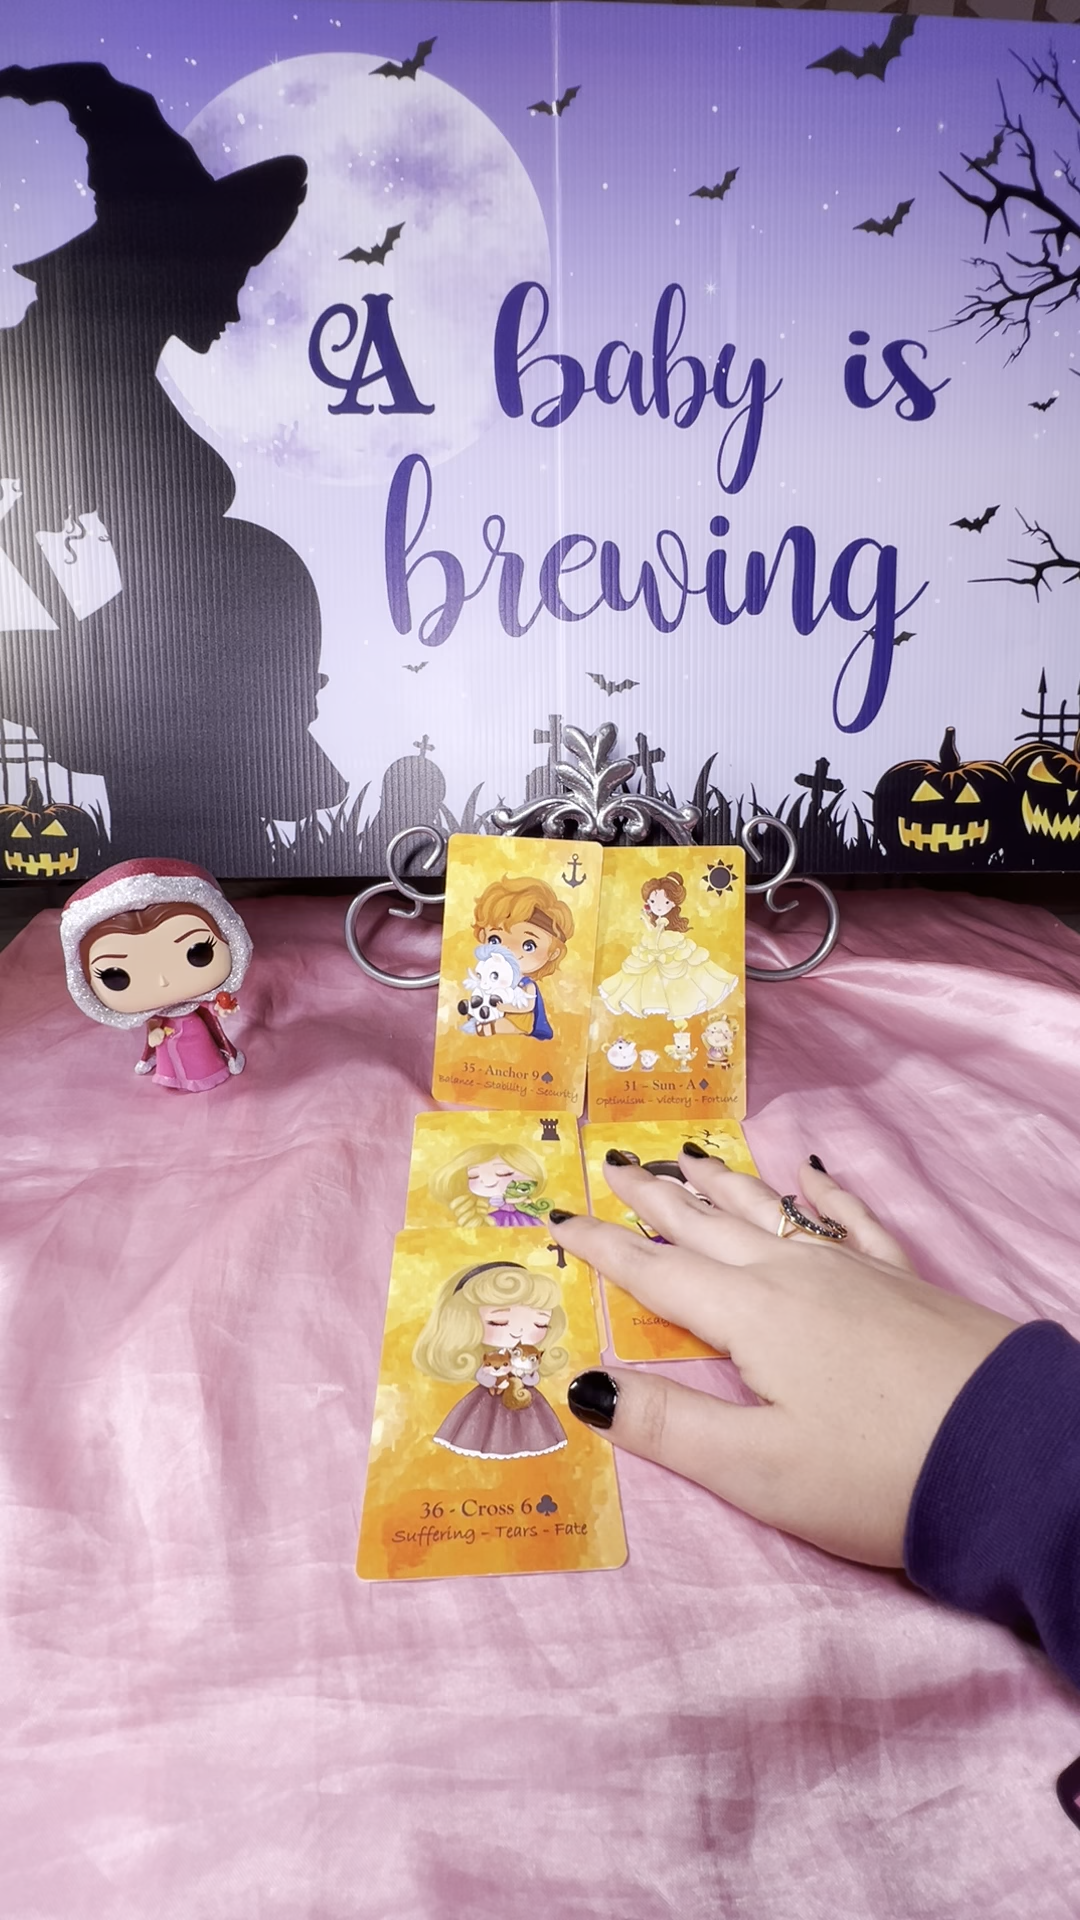 A baby is
brewing
35 - Anchor 9
Balance - Stability - Security
31 - Sun - A
Optimism - Victory - Fortune
36 - Cross 6
Suffering - Tears - Fate